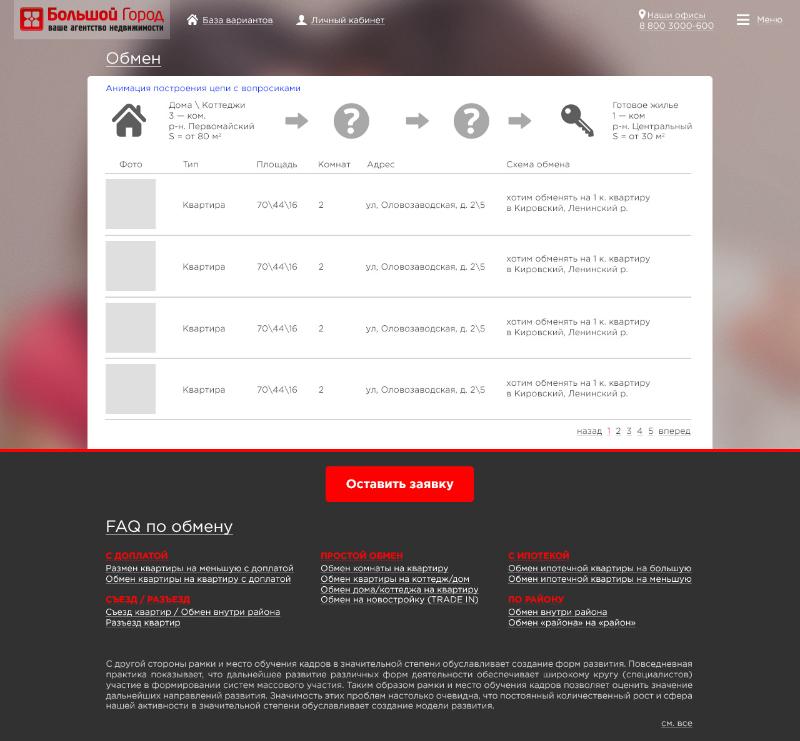 Большой Город
ваше агентство недвижимости
База вариантов
Личный кабинет
Наши офисы
8 800 3000-600
Меню
Обмен
Анимация построения цепи с вопросиками
Дома \ Коттеджи
3 — ком.
р-н. Первомайский
S = от 80 м²
?
?
Готовое жилье
1 — ком
р-н. Центральный
S = от 30 м²
Фото Тип Площадь Комнат Адрес Схема обмена
Квартира 70\44\16 2 ул, Оловозаводская, д. 2\5 хотим обменять на 1 к. квартиру
в Кировский, Ленинский р.
Квартира 70\44\16 2 ул, Оловозаводская, д. 2\5 хотим обменять на 1 к. квартиру
в Кировский, Ленинский р.
Квартира 70\44\16 2 ул, Оловозаводская, д. 2\5 хотим обменять на 1 к. квартиру
в Кировский, Ленинский р.
Квартира 70\44\16 2 ул, Оловозаводская, д. 2\5 хотим обменять на 1 к. квартиру
в Кировский, Ленинский р.
назад 1 2 3 4 5 вперед
Оставить заявку
FAQ по обмену
С ДОПЛАТОЙ
Размен квартиры на меньшую с доплатой
Обмен квартиры на квартиру с доплатой
СЪЕЗД / РАЗЪЕЗД
Съезд квартир / Обмен внутри района
Разъезд квартир
ПРОСТОЙ ОБМЕН
Обмен комнаты на квартиру
Обмен квартиры на коттедж/дом
Обмен дома/коттеджа на квартиру
Обмен на новостройку (TRADE IN)
С ИПОТЕКОЙ
Обмен ипотечной квартиры на большую
Обмен ипотечной квартиры на меньшую
ПО РАЙОНУ
Обмен внутри района
Обмен «района» на «район»
С другой стороны рамки и место обучения кадров в значительной степени обуславливает создание форм развития. Повседневная
практика показывает, что дальнейшее развитие различных форм деятельности обеспечивает широкому кругу (специалистов)
участие в формировании систем массового участия. Таким образом рамки и место обучения кадров позволяет оценить значение
дальнейших направлений развития. Значимость этих проблем настолько очевидна, что постоянный количественный рост и сфера
нашей активности в значительной степени обуславливает создание модели развития.
см. все